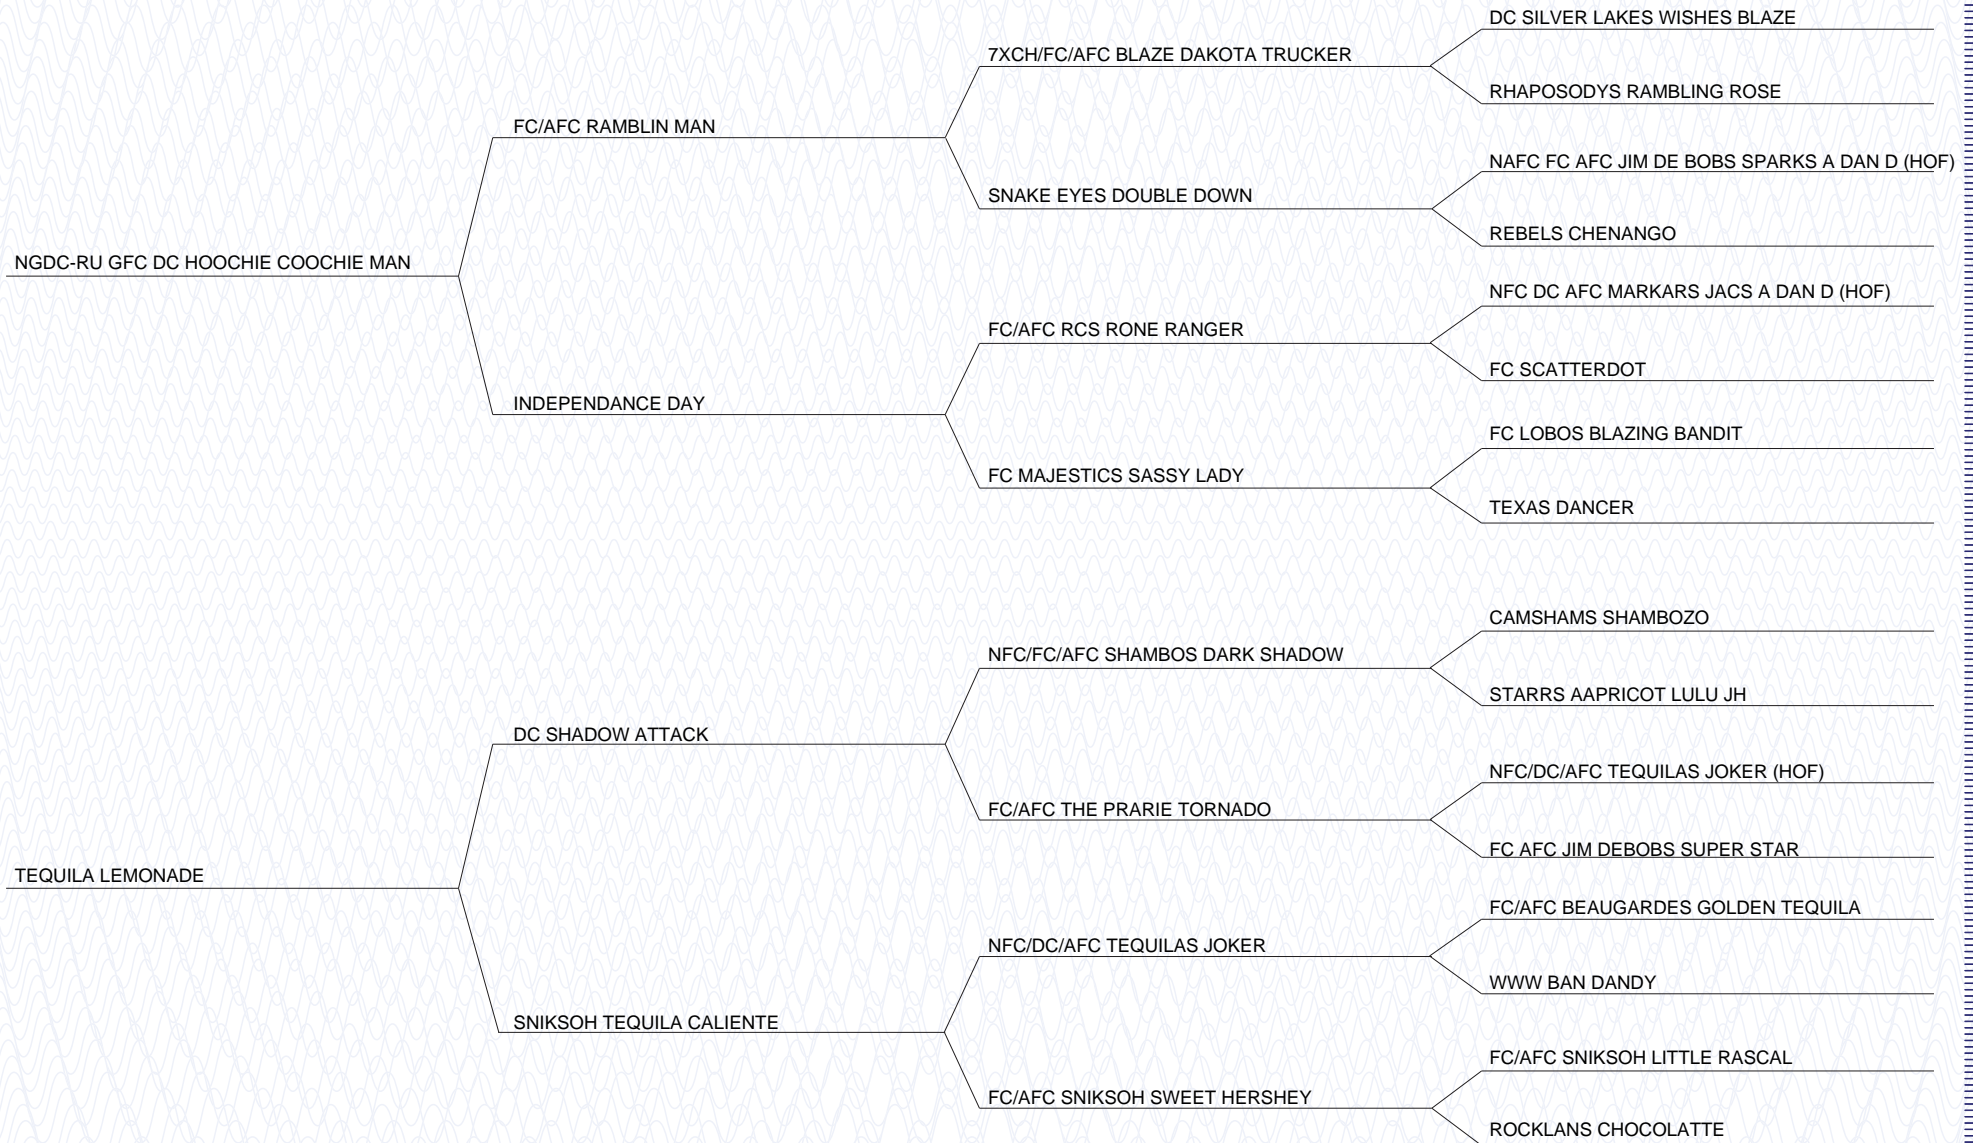 DC SILVER LAKES WISHES BLAZE
7XCH/FC/AFC BLAZE DAKOTA TRUCKER
RHAPOSODYS RAMBLING ROSE
FC/AFC RAMBLIN MAN
NAFC FC AFC JIM DE BOBS SPARKS A DAN D (HOF)
SNAKE EYES DOUBLE DOWN
REBELS CHENANGO
NGDC-RU GFC DC HOOCHIE COOCHIE MAN
NFC DC AFC MARKARS JACS A DAN D (HOF)
FC/AFC RCS RONE RANGER
FC SCATTERDOT
INDEPENDANCE DAY
FC LOBOS BLAZING BANDIT
FC MAJESTICS SASSY LADY
TEXAS DANCER
CAMSHAMS SHAMBOZO
NFC/FC/AFC SHAMBOS DARK SHADOW
STARRS AAPRICOT LULU JH
DC SHADOW ATTACK
NFC/DC/AFC TEQUILAS JOKER (HOF)
FC/AFC THE PRARIE TORNADO
FC AFC JIM DEBOBS SUPER STAR
TEQUILA LEMONADE
FC/AFC BEAUGARDES GOLDEN TEQUILA
NFC/DC/AFC TEQUILAS JOKER
WWW BAN DANDY
SNIKSOH TEQUILA CALIENTE
FC/AFC SNIKSOH LITTLE RASCAL
FC/AFC SNIKSOH SWEET HERSHEY
ROCKLANS CHOCOLATTE